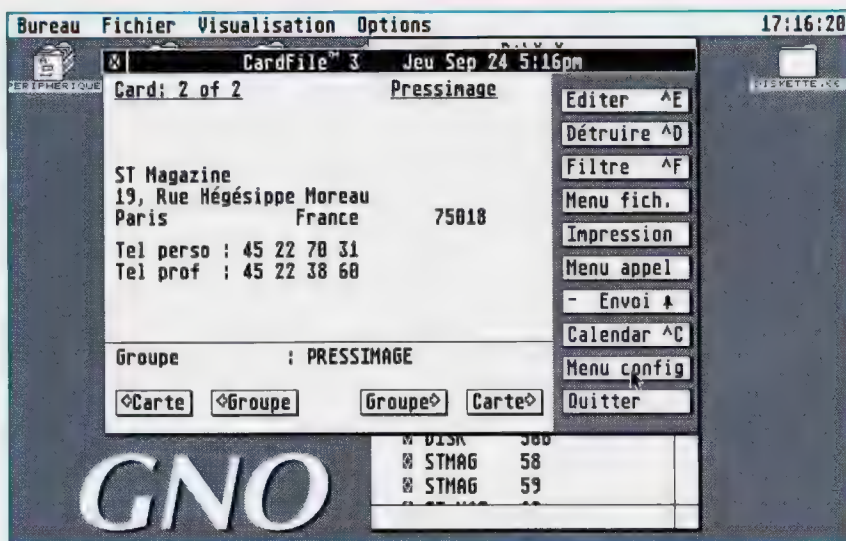 Bureau Fichier Visualisation Options 17:16:20
CardFile™ 3 Jeu Sep 24 5:16pm
PERIPHERIQUE
Card: 2 of 2 Pressimage
ST Magazine
19, Rue Hégésippe Moreau
Paris France 75018
Tel perso : 45 22 70 31
Tel prof : 45 22 38 60
Groupe : PRESSIMAGE
◇Carte ◇Groupe Groupe◇ Carte◇
Editer ^E
Détruire ^D
Filtre ^F
Menu fich.
Impression
Menu appel
- Envoi
Calendar ^C
Menu config
Quitter
STMAG 58
STMAG 59
GNO